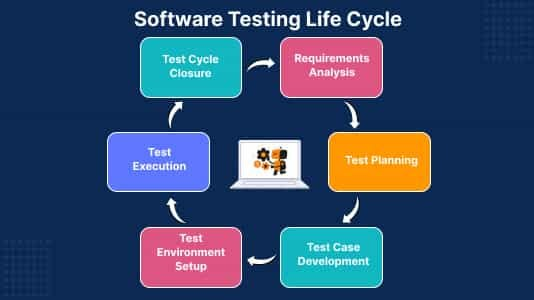 Software Testing Life Cycle
Test Cycle
Closure
Requirements
Analysis
Test
Execution
Test Planning
Test
Environment
Setup
Test Case
Development